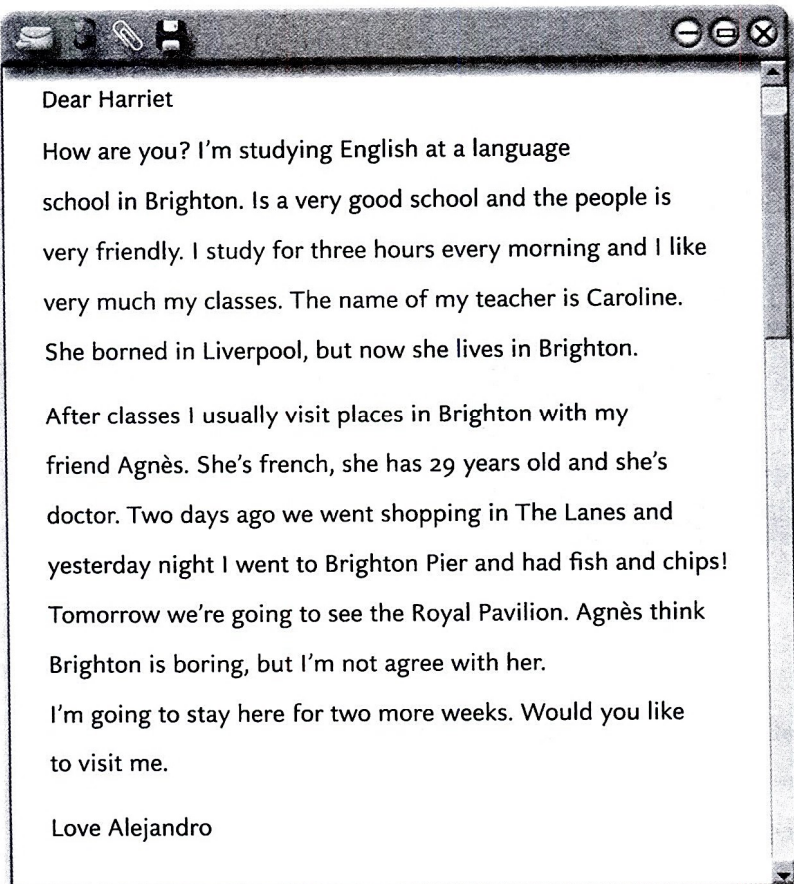 Dear Harriet
How are you? I'm studying English at a language
school in Brighton. Is a very good school and the people is
very friendly. I study for three hours every morning and I like
very much my classes. The name of my teacher is Caroline.
She borned in Liverpool, but now she lives in Brighton.
After classes I usually visit places in Brighton with my
friend Agnès. She's french, she has 29 years old and she's
doctor. Two days ago we went shopping in The Lanes and
yesterday night I went to Brighton Pier and had fish and chips!
Tomorrow we're going to see the Royal Pavilion. Agnès think
Brighton is boring, but I'm not agree with her.
I'm going to stay here for two more weeks. Would you like
to visit me.
Love Alejandro